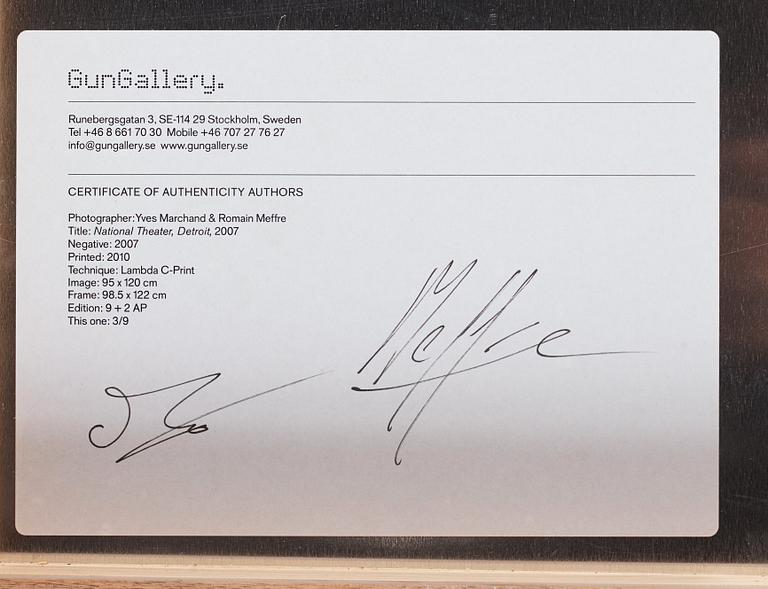 GunGallery.
Runebergsgatan 3, SE-114 29 Stockholm, Sweden
Tel +46 8 661 70 30 Mobile +46 707 27 76 27
info@gungallery.se www.gungallery.se
CERTIFICATE OF AUTHENTICITY AUTHORS
Photographer:Yves Marchand & Romain Meffre
Title: National Theater, Detroit, 2007
Negative: 2007
Printed: 2010
Technique: Lambda C-Print
Image: 95 x 120 cm
Frame: 98.5 x 122 cm
Edition: 9 + 2 AP
This one: 3/9
Meffre